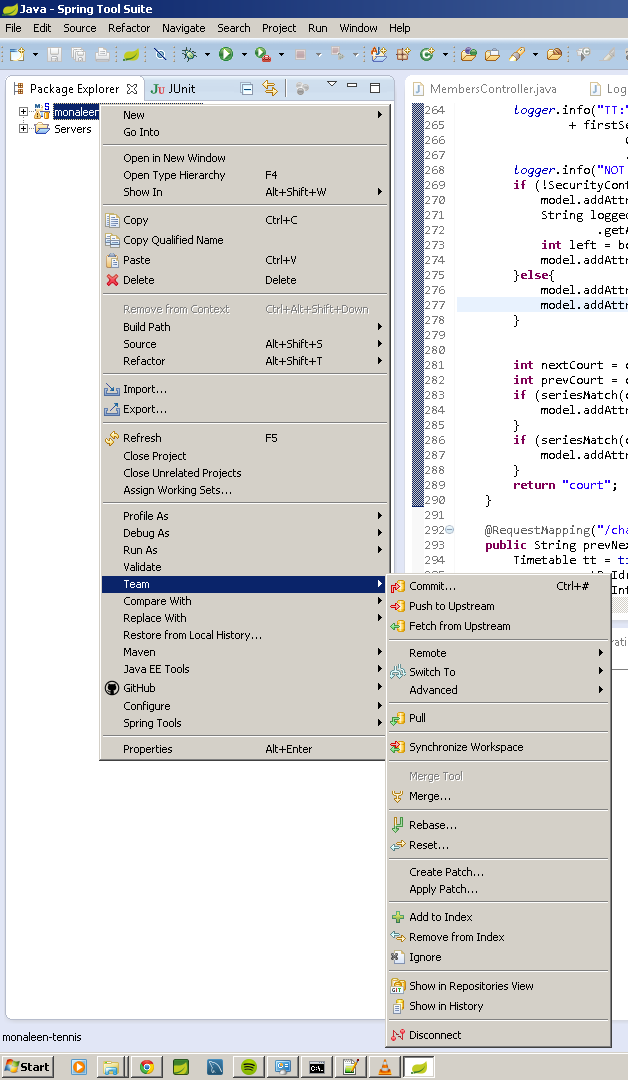 Java - Spring Tool Suite
File Edit Source Refactor Navigate Search Project Run Window Help
Package Explorer JUnit
MembersController.java
Log
monaleen
Servers
New
Go Into
Open in New Window
Open Type Hierarchy F4
Show In Alt+Shift+W
Copy Ctrl+C
Copy Qualified Name
Paste Ctrl+V
Delete Delete
Remove from Context Ctrl+Alt+Shift+Down
Build Path
Source Alt+Shift+S
Refactor Alt+Shift+T
Import...
Export...
Refresh F5
Close Project
Close Unrelated Projects
Assign Working Sets...
Profile As
Debug As
Run As
Validate
Team
Compare With
Replace With
Restore from Local History...
Maven
Java EE Tools
GitHub
Configure
Spring Tools
Properties Alt+Enter
264 logger.info("TT:"
265 + firstSe
266
267 .
268 logger.info("NOT
269 if (!SecurityCont
270 model.addAttr
271 String logged
272 .getA
273 int left = bo
274 model.addAttr
275 }else{
276 model.addAttr
277 model.addAttr
278 }
279
280
281 int nextCourt = c
282 int prevCourt = c
283 if (seriesMatch(c
284 model.addAttr
285 }
286 if (seriesMatch(c
287 model.addAttr
288 }
289 return "court";
290 }
291
292 @RequestMapping("/cha
293 public String prevNex
294 Timetable tt = ti
Commit... Ctrl+#
Push to Upstream
Fetch from Upstream
Remote
Switch To
Advanced
Pull
Synchronize Workspace
Merge Tool
Merge...
Rebase...
Reset...
Create Patch...
Apply Patch...
Add to Index
Remove from Index
Ignore
Show in Repositories View
Show in History
Disconnect
monaleen-tennis
Start